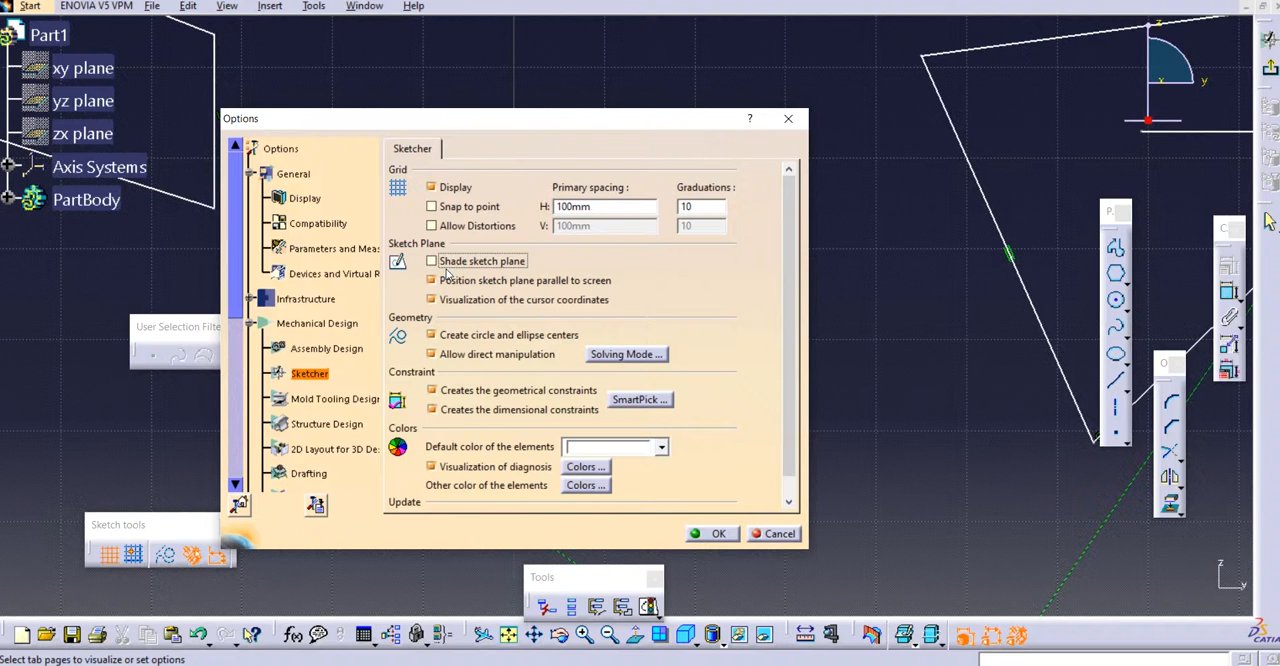 Start ENOVIA V5 VPM File Edit View Insert Tools Window Help
Part1
xy plane
yz plane
zx plane
Axis Systems
PartBody
z
x
y
Options
?
Options
General
Display
Compatibility
Parameters and Mea
Devices and Virtual R
Infrastructure
Mechanical Design
Assembly Design
Sketcher
Mold Tooling Desig
Structure Design
2D Layout for 3D De
Drafting
Sketcher
Grid
Display Primary spacing : Graduations :
Snap to point H: 100mm 10
Allow Distortions V: 100mm 10
Sketch Plane
Shade sketch plane
Position sketch plane parallel to screen
Visualization of the cursor coordinates
Geometry
Create circle and ellipse centers
Allow direct manipulation Solving Mode ...
Constraint
Creates the geometrical constraints
SmartPick ...
Creates the dimensional constraints
Colors
Default color of the elements
Visualization of diagnosis Colors ...
Other color of the elements Colors ...
Update
OK Cancel
User Selection Filte
Sketch tools
Tools
P.
C.
O
z
y
f(x)
CATIA
Select tab pages to visualize or set options